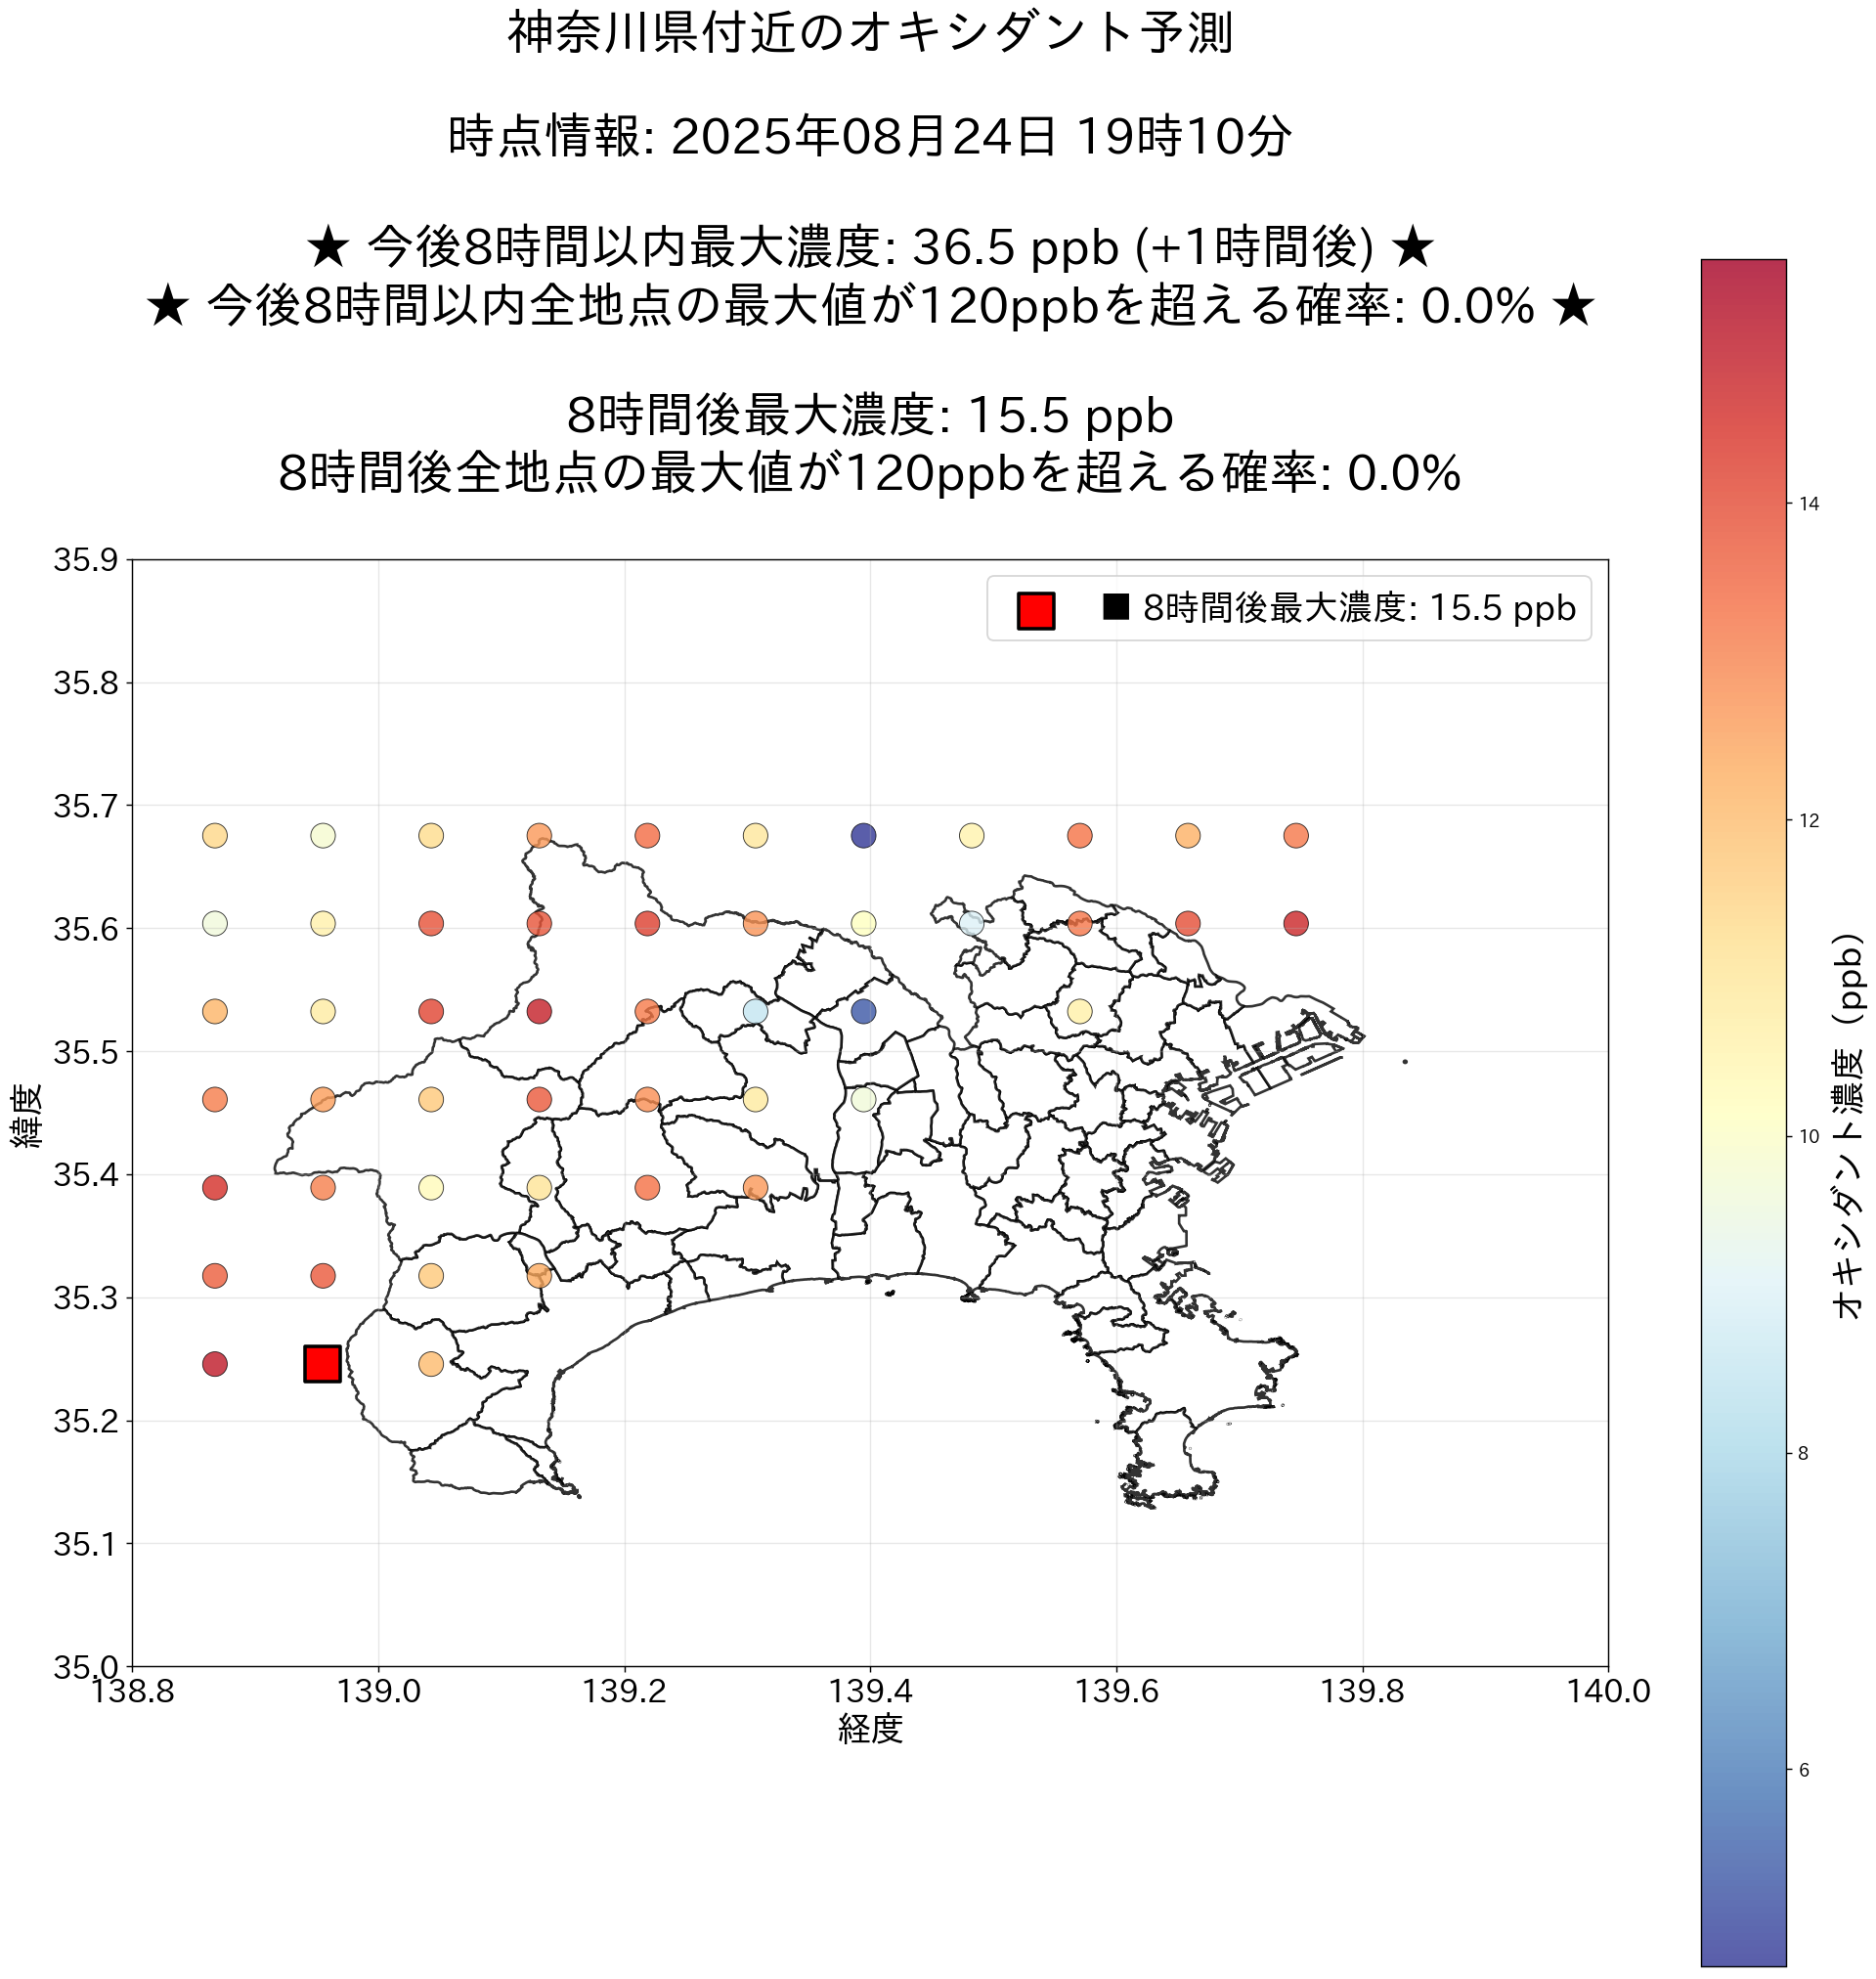 神奈川県付近のオキシダント予測
時点情報: 2025年08月24日 19時10分
★ 今後8時間以内最大濃度: 36.5 ppb (+1時間後) ★
★ 今後8時間以内全地点の最大値が120ppbを超える確率: 0.0% ★
8時間後最大濃度: 15.5 ppb
8時間後全地点の最大値が120ppbを超える確率: 0.0%
■ 8時間後最大濃度: 15.5 ppb
35.9
35.8
35.7
35.6
35.5
35.4
35.3
35.2
35.1
35.0
緯度
138.8
139.0
139.2
139.4
139.6
139.8
140.0
経度
14
12
10
8
6
オキシダント濃度（ppb）